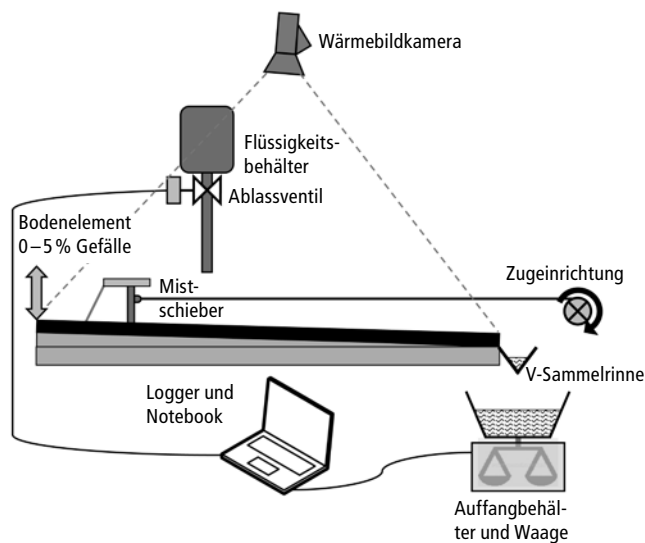 Wärmebildkamera
Flüssigkeits-
behälter
Ablassventil
Bodenelement
0–5 % Gefälle
Mist-
schieber
Zugeinrichtung
V-Sammelrinne
Logger und
Notebook
Auffangbehäl-
ter und Waage